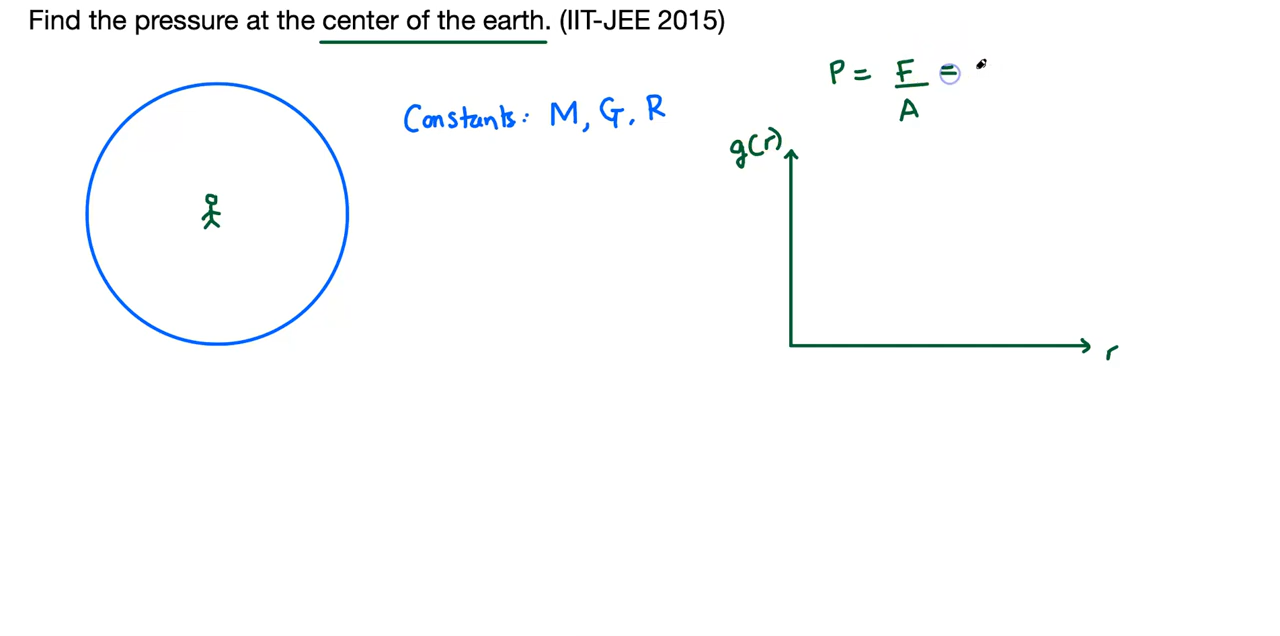 Find the pressure at the center of the earth. (IIT-JEE 2015)
P = F/A =
Constants: M, G, R
g(r)
r